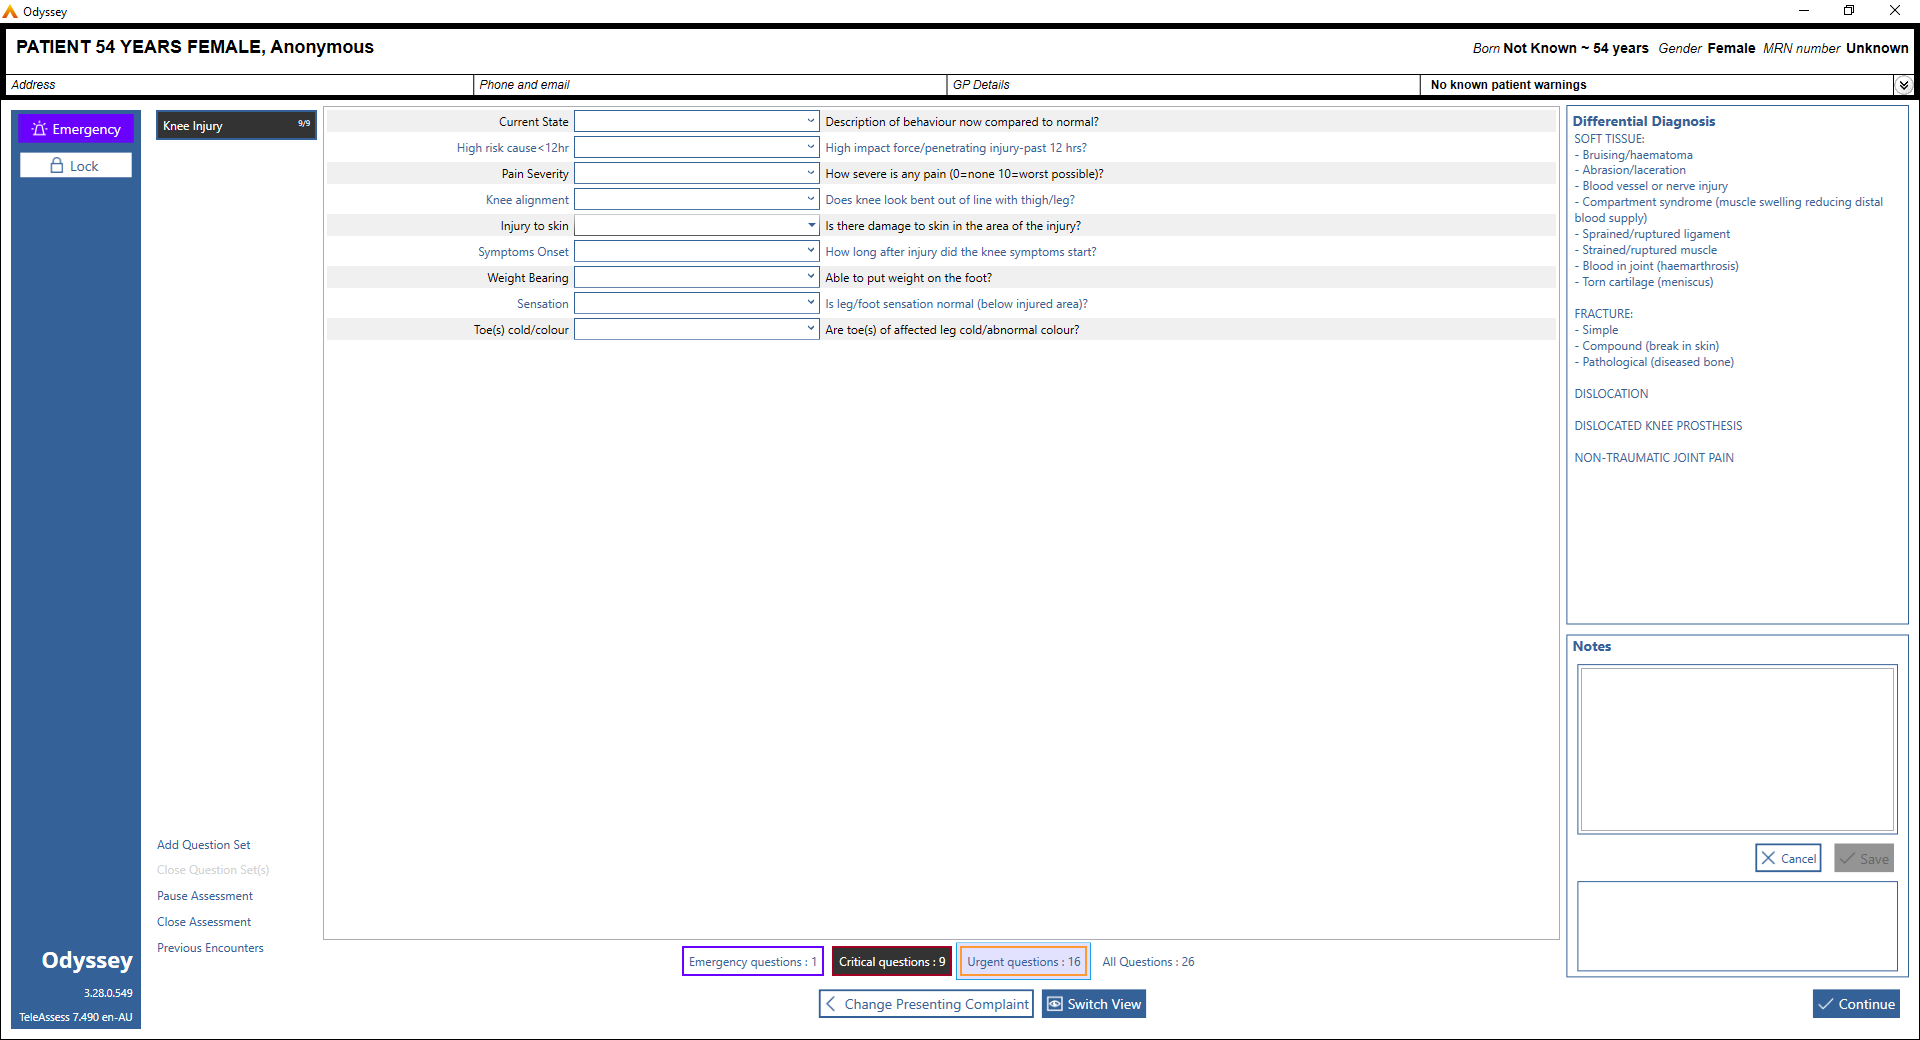 Odyssey
PATIENT 54 YEARS FEMALE, Anonymous
Born Not Known ~ 54 years Gender Female MRN number Unknown
Address
Phone and email
GP Details
No known patient warnings
Emergency
Lock
Knee Injury 9/9
Current State Description of behaviour now compared to normal?
High risk cause<12hr High impact force/penetrating injury-past 12 hrs?
Pain Severity How severe is any pain (0=none 10=worst possible)?
Knee alignment Does knee look bent out of line with thigh/leg?
Injury to skin Is there damage to skin in the area of the injury?
Symptoms Onset How long after injury did the knee symptoms start?
Weight Bearing Able to put weight on the foot?
Sensation Is leg/foot sensation normal (below injured area)?
Toe(s) cold/colour Are toe(s) of affected leg cold/abnormal colour?
Differential Diagnosis
SOFT TISSUE:
- Bruising/haematoma
- Abrasion/laceration
- Blood vessel or nerve injury
- Compartment syndrome (muscle swelling reducing distal
blood supply)
- Sprained/ruptured ligament
- Strained/ruptured muscle
- Blood in joint (haemarthrosis)
- Torn cartilage (meniscus)
FRACTURE:
- Simple
- Compound (break in skin)
- Pathological (diseased bone)
DISLOCATION
DISLOCATED KNEE PROSTHESIS
NON-TRAUMATIC JOINT PAIN
Notes
Cancel
Save
Add Question Set
Close Question Set(s)
Pause Assessment
Close Assessment
Previous Encounters
Odyssey
3.28.0.549
TeleAssess 7.490 en-AU
Emergency questions : 1
Critical questions : 9
Urgent questions : 16
All Questions : 26
Change Presenting Complaint
Switch View
Continue